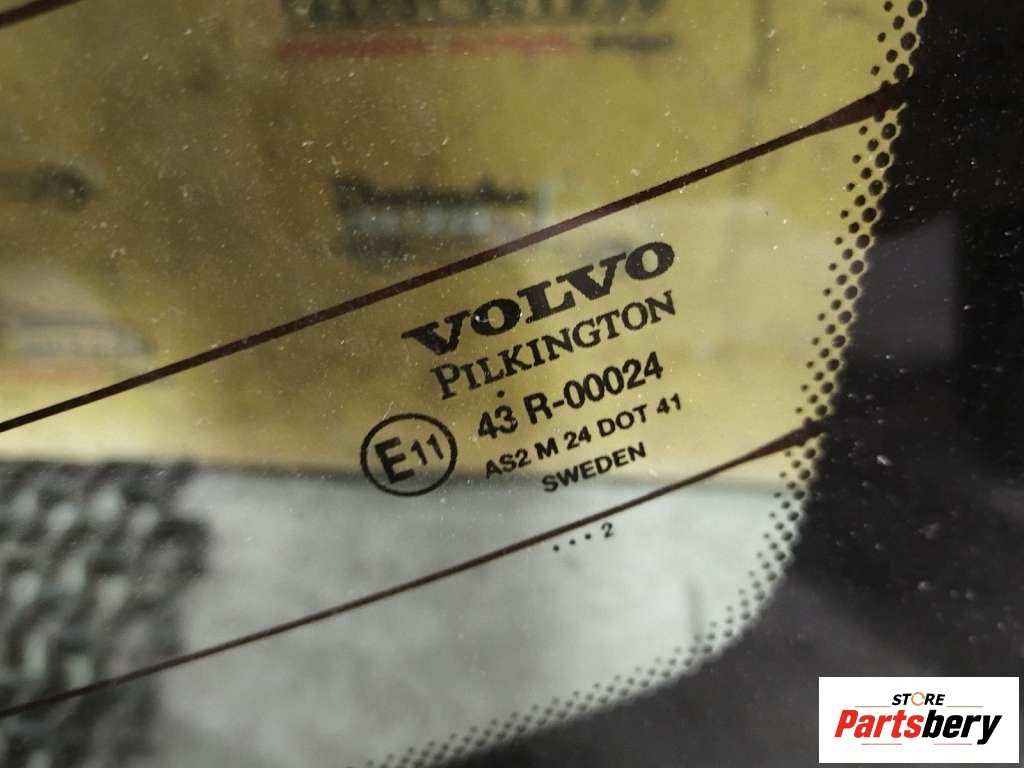 VOLVO
PILKINGTON
43 R-00024
E11
AS2 M 24 DOT 41
SWEDEN
... 2
STORE
Partsbery